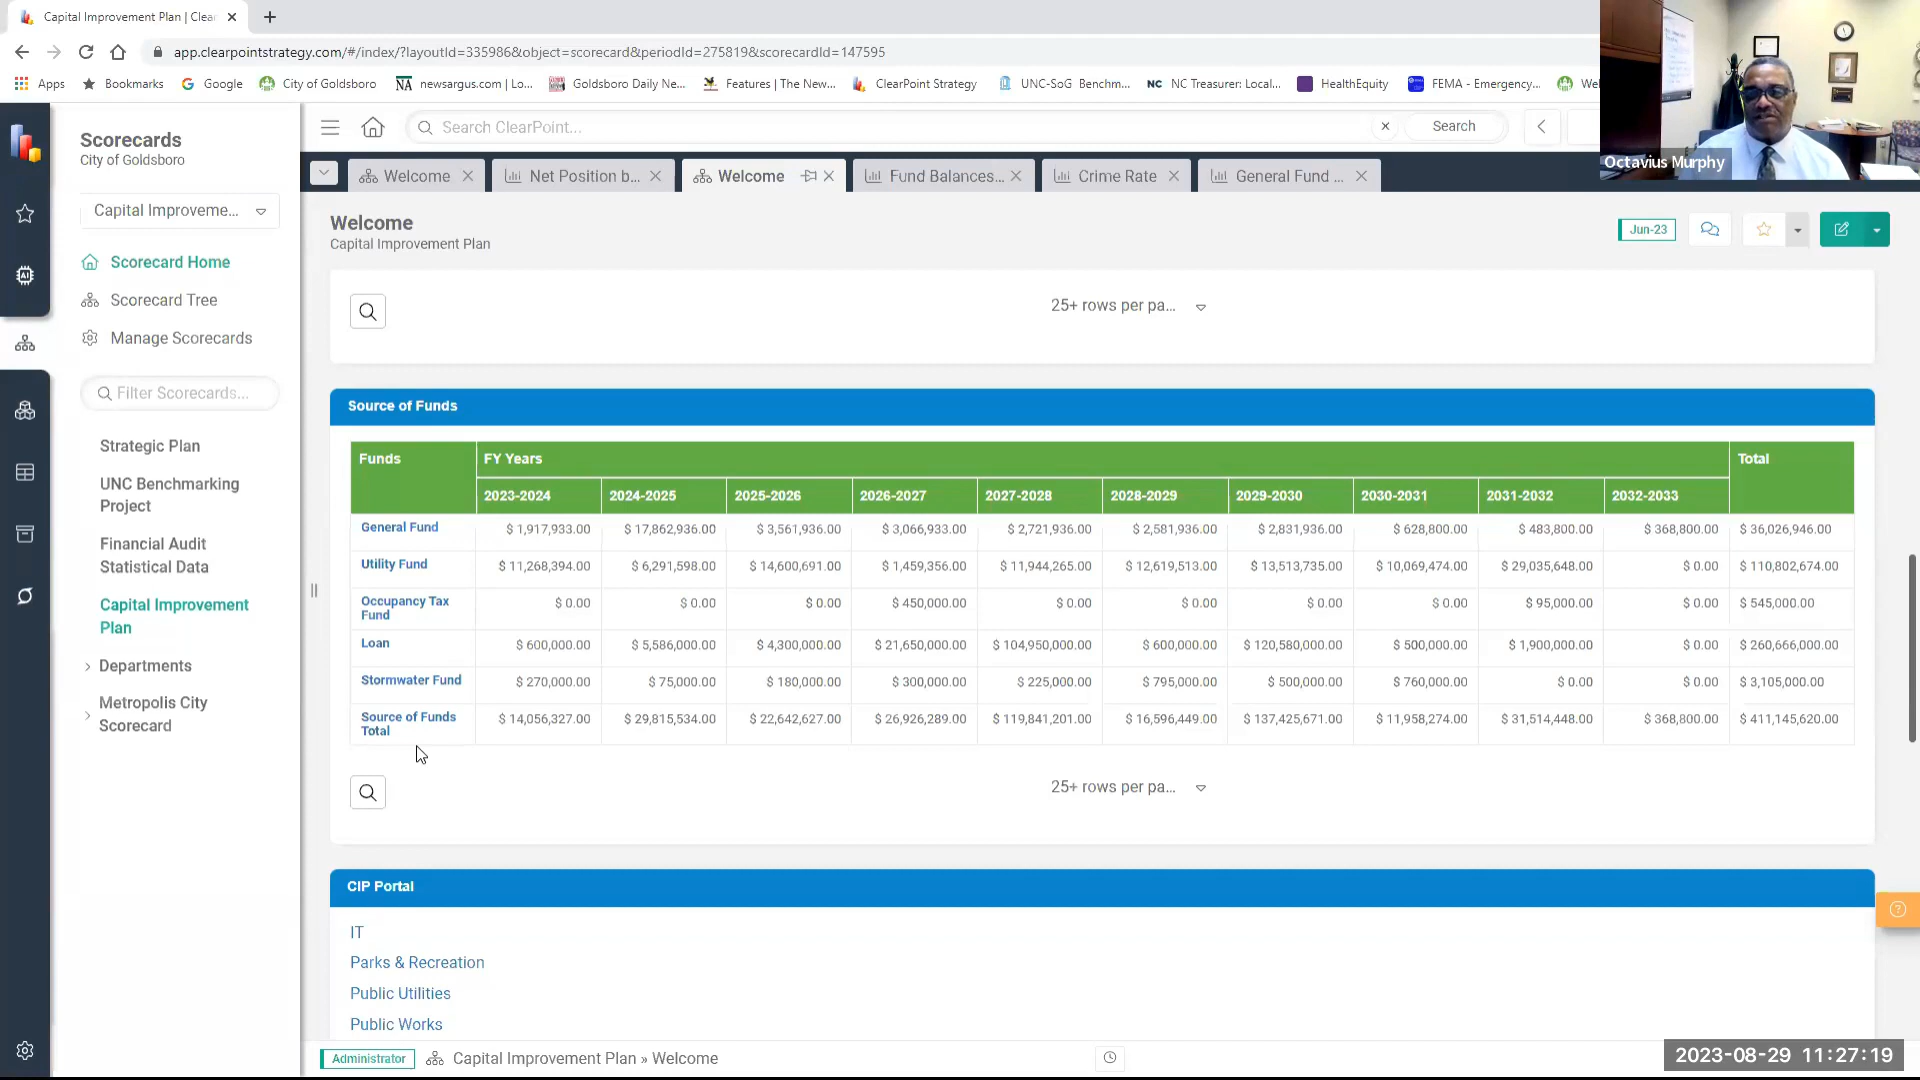 Capital Improvement Plan | Clea
app.clearpointstrategy.com/#/index/?layoutId=335986&object=scorecard&periodId=275819&scorecardId=147595
Apps Bookmarks Google City of Goldsboro newsargus.com | Lo... Goldsboro Daily Ne... Features | The New... ClearPoint Strategy UNC-SoG Benchm... NC NC Treasurer: Local... HealthEquity FEMA - Emergency...
Octavius Murphy
Scorecards
City of Goldsboro
Capital Improveme...
Scorecard Home
Scorecard Tree
Manage Scorecards
Filter Scorecards...
Strategic Plan
UNC Benchmarking
Project
Financial Audit
Statistical Data
Capital Improvement
Plan
Departments
Metropolis City
Scorecard
AI
Search ClearPoint... Search
Welcome Net Position b... Welcome Fund Balances... Crime Rate General Fund ...
Welcome
Capital Improvement Plan
Jun-23
25+ rows per pa...
Source of Funds
Funds FY Years Total
2023-2024 2024-2025 2025-2026 2026-2027 2027-2028 2028-2029 2029-2030 2030-2031 2031-2032 2032-2033
General Fund $ 1,917,933.00 $ 17,862,936.00 $ 3,561,936.00 $ 3,066,933.00 $ 2,721,936.00 $ 2,581,936.00 $ 2,831,936.00 $ 628,800.00 $ 483,800.00 $ 368,800.00 $ 36,026,946.00
Utility Fund $ 11,268,394.00 $ 6,291,598.00 $ 14,600,691.00 $ 1,459,356.00 $ 11,944,265.00 $ 12,619,513.00 $ 13,513,735.00 $ 10,069,474.00 $ 29,035,648.00 $ 0.00 $ 110,802,674.00
Occupancy Tax
Fund $ 0.00 $ 0.00 $ 0.00 $ 450,000.00 $ 0.00 $ 0.00 $ 0.00 $ 0.00 $ 95,000.00 $ 0.00 $ 545,000.00
Loan $ 600,000.00 $ 5,586,000.00 $ 4,300,000.00 $ 21,650,000.00 $ 104,950,000.00 $ 600,000.00 $ 120,580,000.00 $ 500,000.00 $ 1,900,000.00 $ 0.00 $ 260,666,000.00
Stormwater Fund $ 270,000.00 $ 75,000.00 $ 180,000.00 $ 300,000.00 $ 225,000.00 $ 795,000.00 $ 500,000.00 $ 760,000.00 $ 0.00 $ 0.00 $ 3,105,000.00
Source of Funds
Total $ 14,056,327.00 $ 29,815,534.00 $ 22,642,627.00 $ 26,926,289.00 $ 119,841,201.00 $ 16,596,449.00 $ 137,425,671.00 $ 11,958,274.00 $ 31,514,448.00 $ 368,800.00 $ 411,145,620.00
25+ rows per pa...
CIP Portal
IT
Parks & Recreation
Public Utilities
Public Works
Administrator Capital Improvement Plan » Welcome
2023-08-29 11:27:19